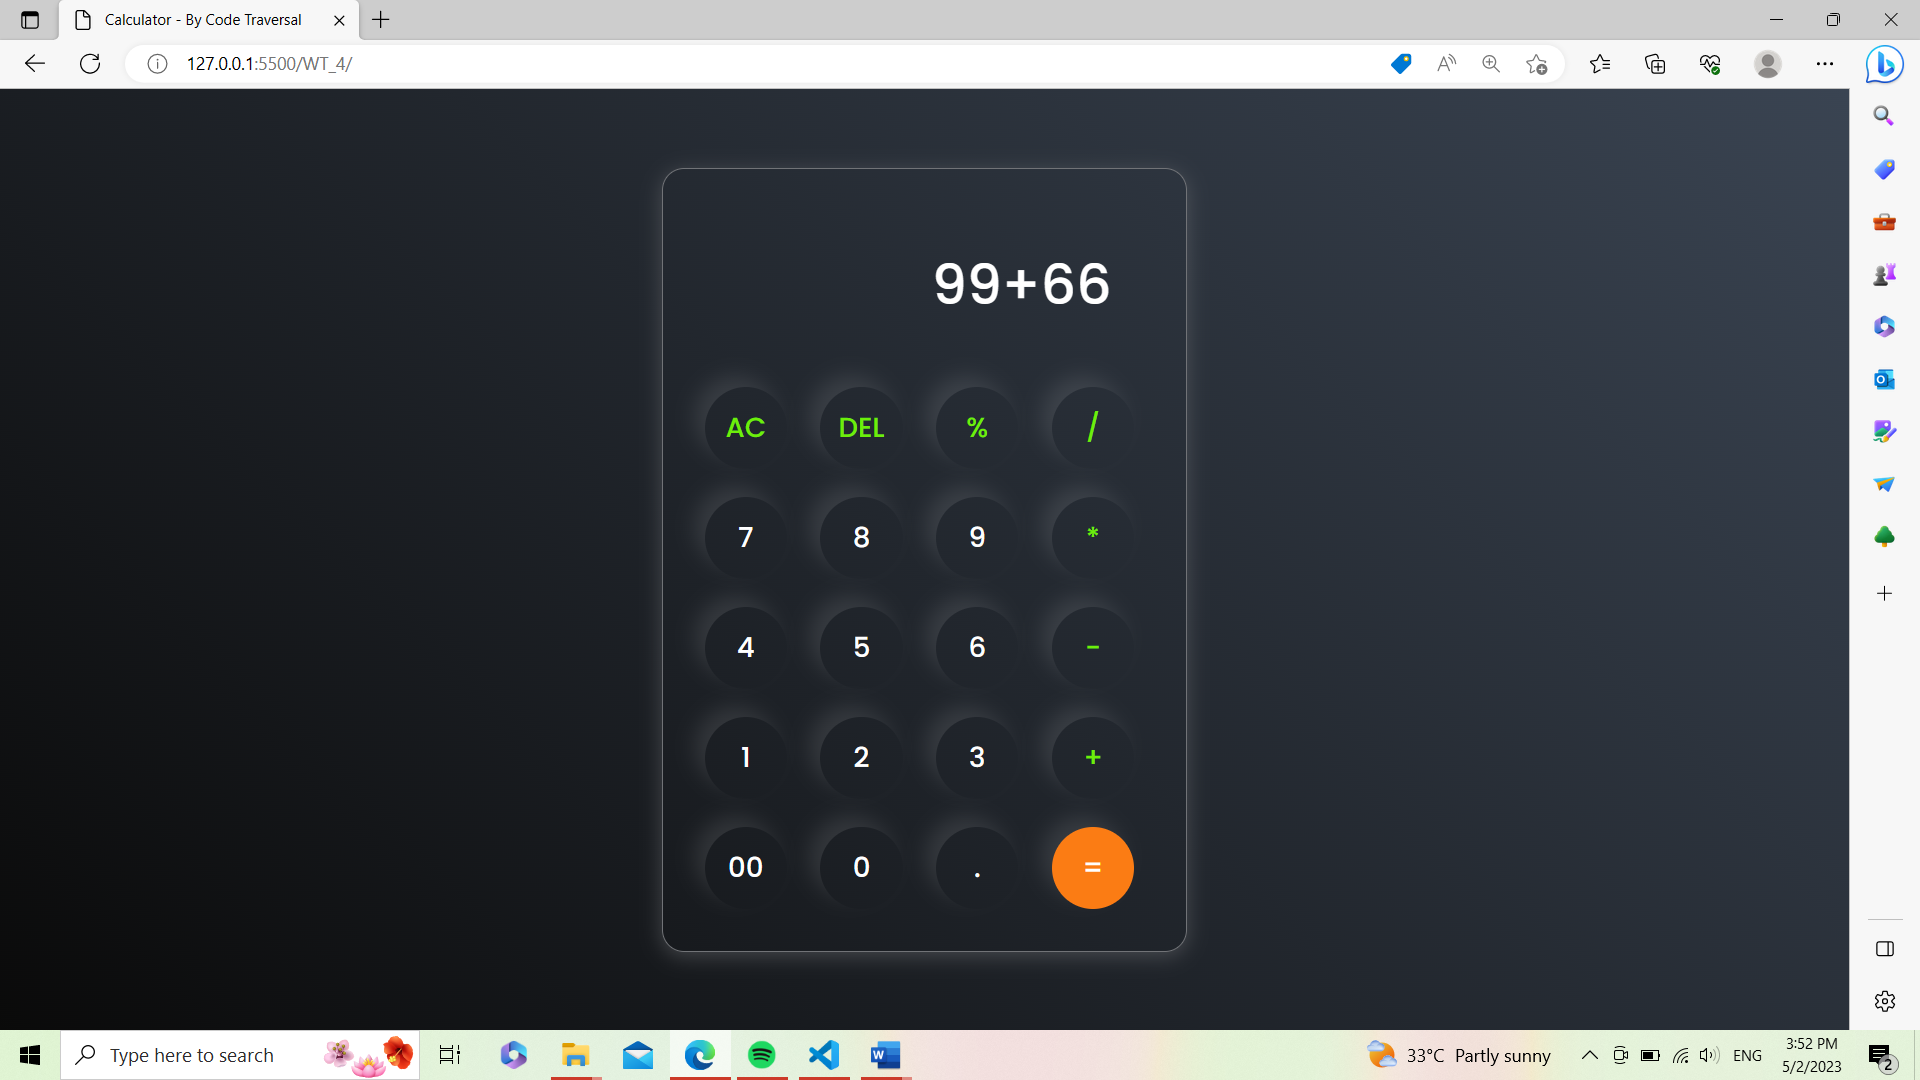 Calculator - By Code Traversal
127.0.0.1:5500/WT_4/
99+66
AC DEL % /
7 8 9 *
4 5 6 -
1 2 3 +
00 0 . =
Type here to search
33°C Partly sunny
ENG
3:52 PM
5/2/2023
2